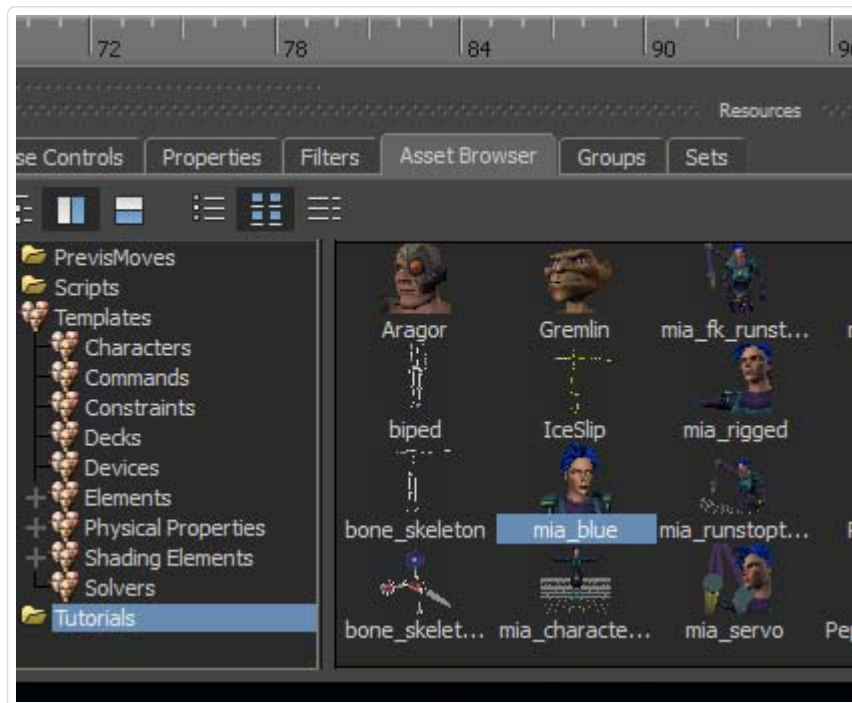 72 78 84 90 9
Resources
se Controls Properties Filters Asset Browser Groups Sets
PrevisMoves
Scripts
Templates
Characters
Commands
Constraints
Decks
Devices
Elements
Physical Properties
Shading Elements
Solvers
Tutorials
Aragor Gremlin mia_fk_runst...
biped IceSlip mia_rigged
bone_skeleton mia_blue mia_runstopt...
bone_skelet... mia_characte... mia_servo Pe